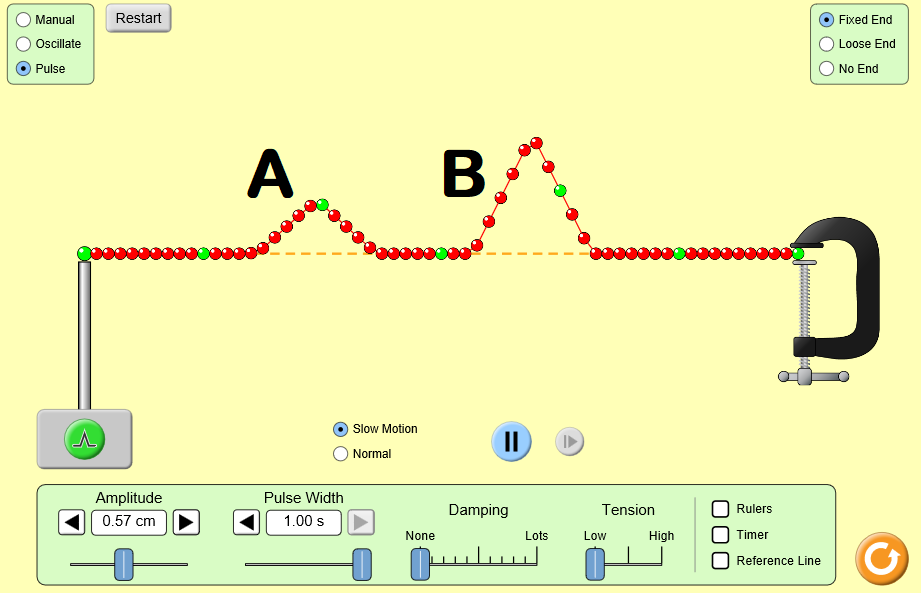 Manual
Oscillate
Pulse
Restart
Fixed End
Loose End
No End
A
B
Slow Motion
Normal
Amplitude
0.57 cm
Pulse Width
1.00 s
Damping
None
Lots
Tension
Low
High
Rulers
Timer
Reference Line